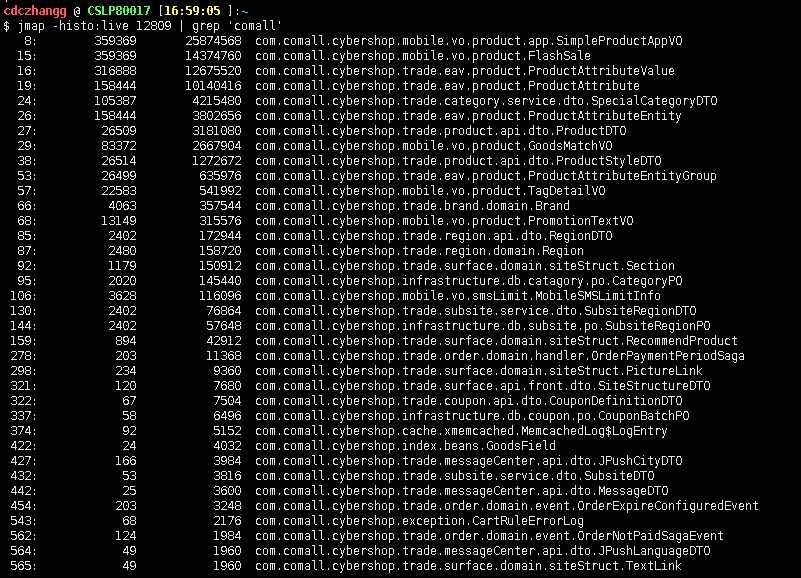 cdczhangg @ CSLP80017 [16:59:05 ]:~
$ jmap -histo:live 12809 | grep 'comall'
8: 359369 25874568 com.comall.cybershop.mobile.vo.product.app.SimpleProductAppVO
15: 359369 14374760 com.comall.cybershop.mobile.vo.product.FlashSale
16: 316888 12675520 com.comall.cybershop.trade.eav.product.ProductAttributeValue
19: 158444 10140416 com.comall.cybershop.trade.eav.product.ProductAttribute
24: 105387 4215480 com.comall.cybershop.trade.category.service.dto.SpecialCategoryDTO
26: 158444 3802656 com.comall.cybershop.trade.eav.product.ProductAttributeEntity
27: 26509 3181080 com.comall.cybershop.trade.product.api.dto.ProductDTO
29: 83372 2667904 com.comall.cybershop.mobile.vo.product.GoodsMatchVO
38: 26514 1272672 com.comall.cybershop.trade.product.api.dto.ProductStyleDTO
53: 26499 635976 com.comall.cybershop.trade.eav.product.ProductAttributeEntityGroup
57: 22583 541992 com.comall.cybershop.mobile.vo.product.TagDetailVO
66: 4063 357544 com.comall.cybershop.trade.brand.domain.Brand
68: 13149 315576 com.comall.cybershop.mobile.vo.product.PromotionTextVO
85: 2402 172944 com.comall.cybershop.trade.region.api.dto.RegionDTO
87: 2480 158720 com.comall.cybershop.trade.region.domain.Region
92: 1179 150912 com.comall.cybershop.trade.surface.domain.siteStruct.Section
95: 2020 145440 com.comall.cybershop.infrastructure.db.catagory.po.CategoryPO
106: 3628 116096 com.comall.cybershop.mobile.vo.smsLimit.MobileSMSLimitInfo
130: 2402 76864 com.comall.cybershop.trade.subsite.service.dto.SubsiteRegionDTO
144: 2402 57648 com.comall.cybershop.infrastructure.db.subsite.po.SubsiteRegionPO
159: 894 42912 com.comall.cybershop.trade.surface.domain.siteStruct.RecommendProduct
278: 203 11368 com.comall.cybershop.trade.order.domain.handler.OrderPaymentPeriodSaga
298: 234 9360 com.comall.cybershop.trade.surface.domain.siteStruct.PictureLink
321: 120 7680 com.comall.cybershop.trade.surface.api.front.dto.SiteStructureDTO
322: 67 7504 com.comall.cybershop.trade.coupon.api.dto.CouponDefinitionDTO
337: 58 6496 com.comall.cybershop.infrastructure.db.coupon.po.CouponBatchPO
374: 92 5152 com.comall.cybershop.cache.xmemcached.MemcachedLog$LogEntry
422: 24 4032 com.comall.cybershop.index.beans.GoodsField
427: 166 3984 com.comall.cybershop.trade.messageCenter.api.dto.JPushCityDTO
432: 53 3816 com.comall.cybershop.trade.subsite.service.dto.SubsiteDTO
442: 25 3600 com.comall.cybershop.trade.messageCenter.api.dto.MessageDTO
454: 203 3248 com.comall.cybershop.trade.order.domain.event.OrderExpireConfiguredEvent
543: 68 2176 com.comall.cybershop.exception.CartRuleErrorLog
562: 124 1984 com.comall.cybershop.trade.order.domain.event.OrderNotPaidSagaEvent
564: 49 1960 com.comall.cybershop.trade.messageCenter.api.dto.JPushLanguageDTO
565: 49 1960 com.comall.cybershop.trade.surface.domain.siteStruct.TextLink